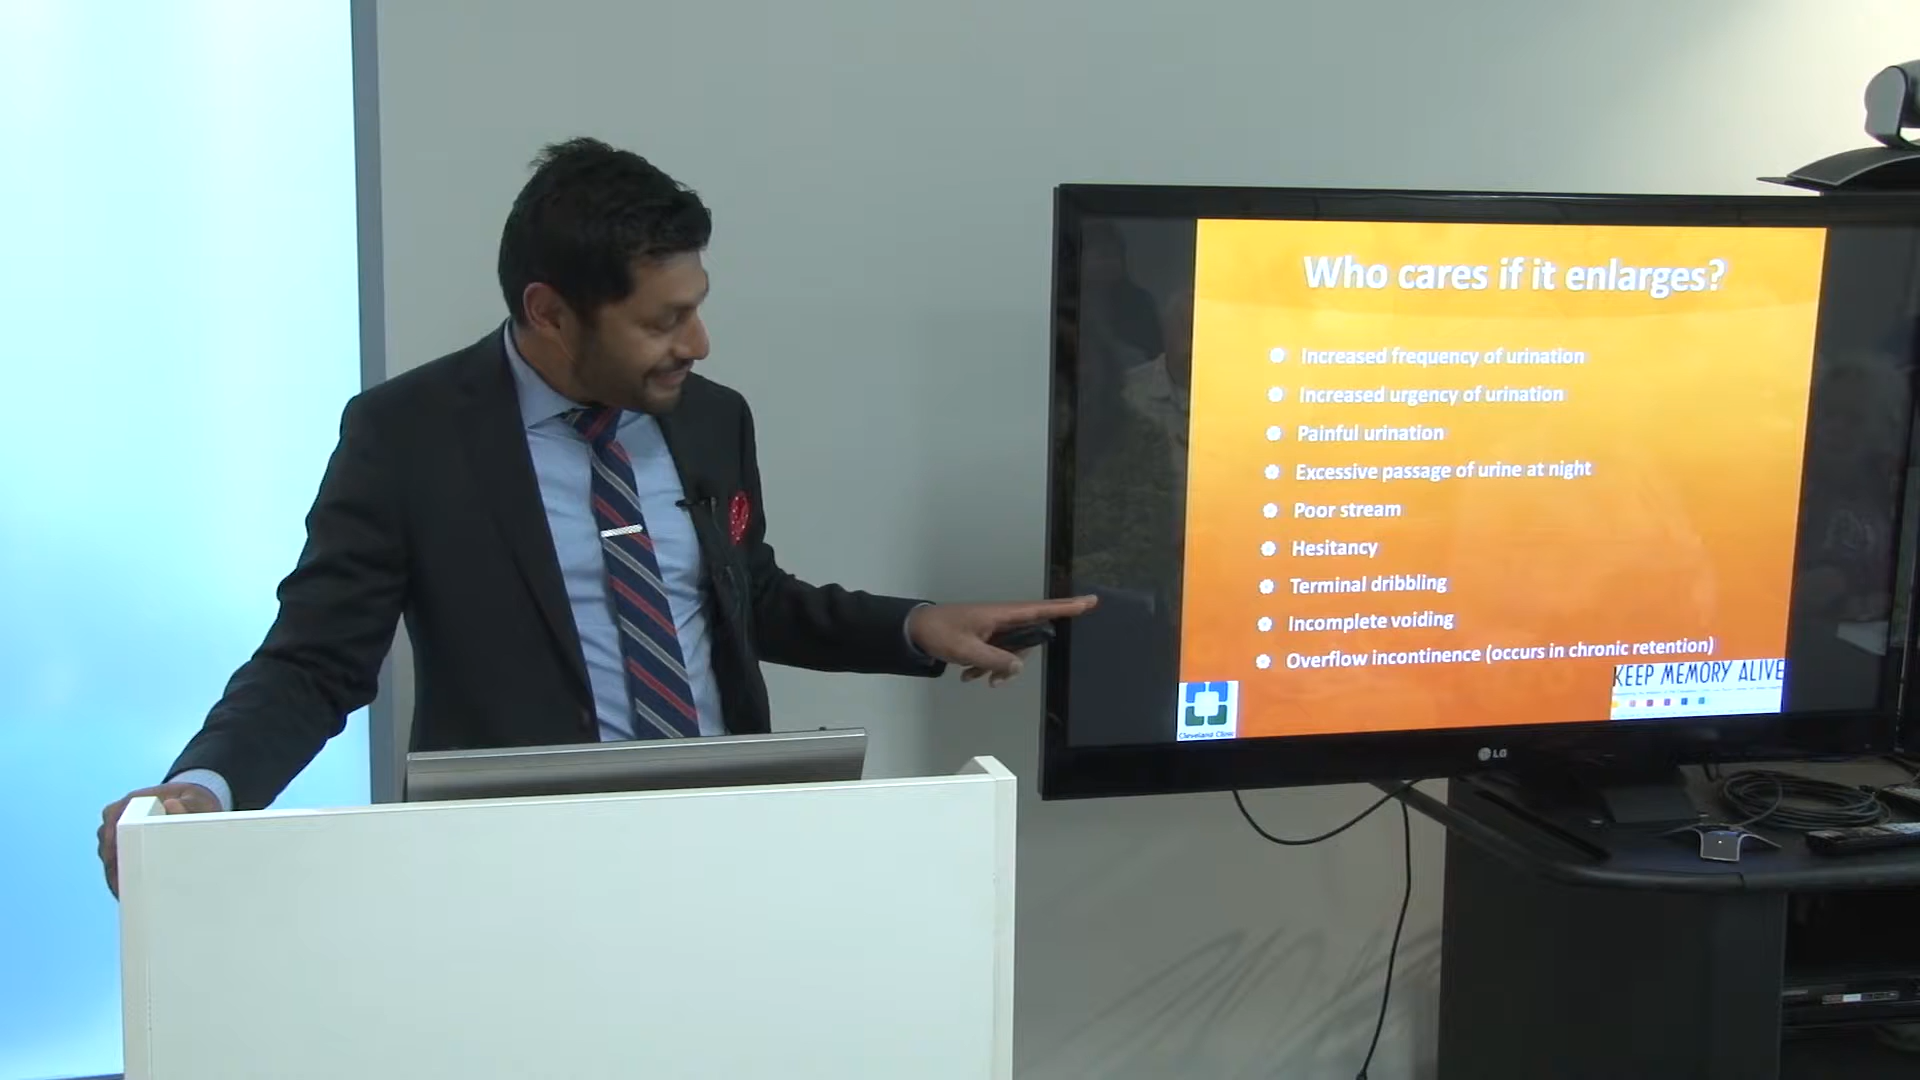 Who cares if it enlarges?
Increased frequency of urination
Increased urgency of urination
Painful urination
Excessive passage of urine at night
Poor stream
Hesitancy
Terminal dribbling
Incomplete voiding
Overflow incontinence (occurs in chronic retention)
KEEP MEMORY ALIVE
Cleveland Clinic
LG